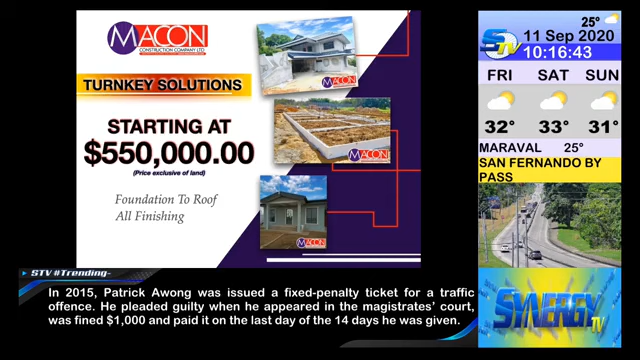 MACON
CONSTRUCTION COMPANY LTD
TURNKEY SOLUTIONS
STARTING AT
$550,000.00
(Price exclusive of land)
Foundation To Roof
All Finishing
MACON
MACON
MACON
25°
STV
11 Sep 2020
10:16:43
FRI SAT SUN
32° 33° 31°
MARAVAL 25°
SAN FERNANDO BY
PASS
SYNERGY
TV
STV #Trending-
In 2015, Patrick Awong was issued a fixed-penalty ticket for a traffic
offence. He pleaded guilty when he appeared in the magistrates' court,
was fined $1,000 and paid it on the last day of the 14 days he was given.